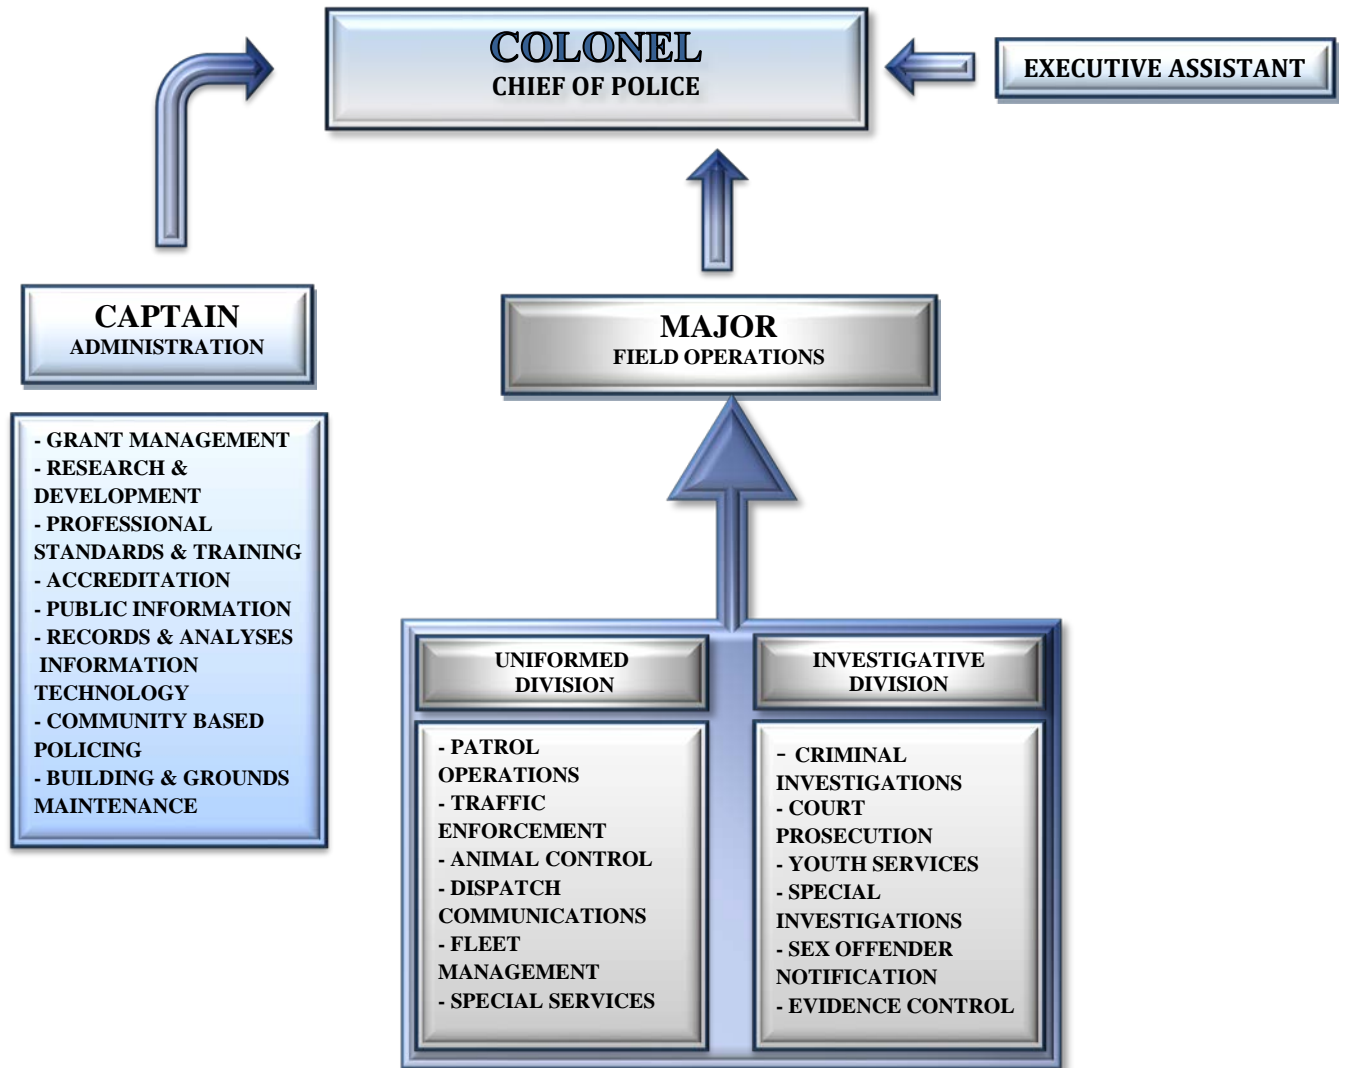 COLONEL
CHIEF OF POLICE
EXECUTIVE ASSISTANT
CAPTAIN
ADMINISTRATION
MAJOR
FIELD OPERATIONS
- GRANT MANAGEMENT
- RESEARCH &
DEVELOPMENT
- PROFESSIONAL
STANDARDS & TRAINING
- ACCREDITATION
- PUBLIC INFORMATION
- RECORDS & ANALYSES
INFORMATION
TECHNOLOGY
- COMMUNITY BASED
POLICING
- BUILDING & GROUNDS
MAINTENANCE
UNIFORMED
DIVISION
- PATROL
OPERATIONS
- TRAFFIC
ENFORCEMENT
- ANIMAL CONTROL
- DISPATCH
COMMUNICATIONS
- FLEET
MANAGEMENT
- SPECIAL SERVICES
INVESTIGATIVE
DIVISION
- CRIMINAL
INVESTIGATIONS
- COURT
PROSECUTION
- YOUTH SERVICES
- SPECIAL
INVESTIGATIONS
- SEX OFFENDER
NOTIFICATION
- EVIDENCE CONTROL